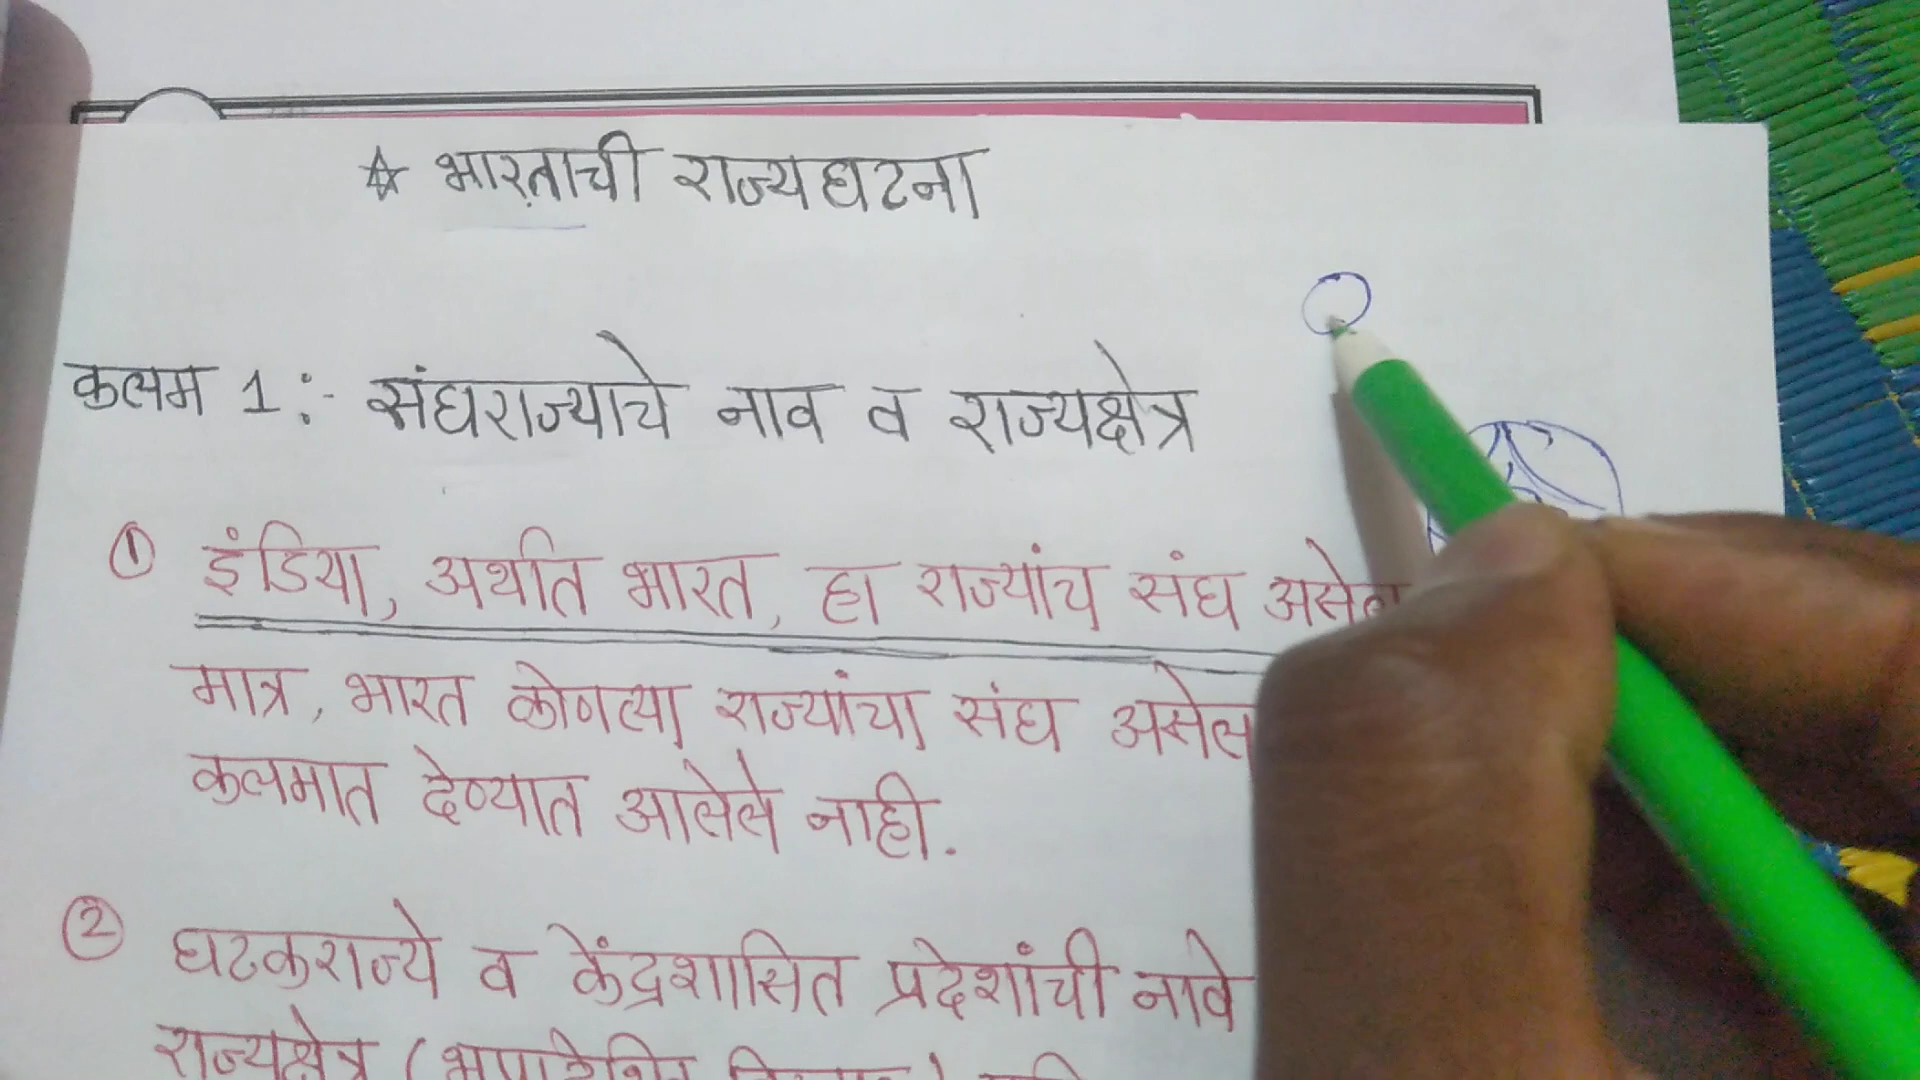 ☆ भारताची राज्यघटना
कलम 1:- संघराज्याचे नाव व राज्यक्षेत्र
① इंडिया, अर्थात भारत, हा राज्यांच संघ असेल
मात्र, भारत कोणत्या राज्यांचा संघ असेल
कलमात देण्यात आलेले नाही.
② घटकराज्ये व केंद्रशासित प्रदेशांची नावे
राज्यक्षेत्र (